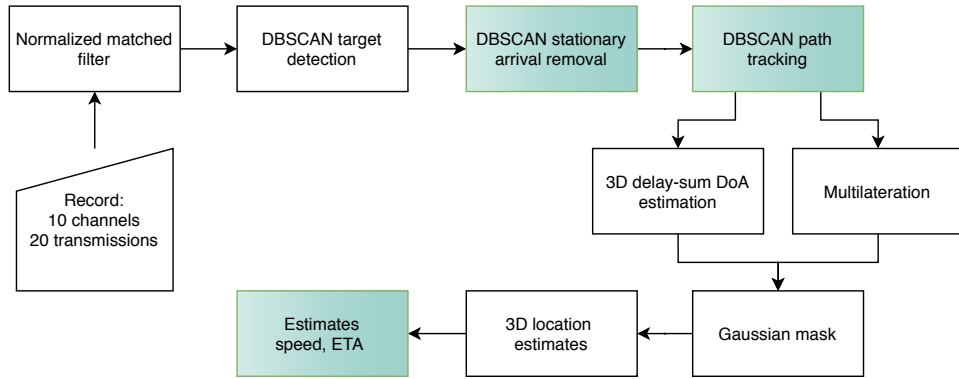 Normalized matched
filter
DBSCAN target
detection
DBSCAN stationary
arrival removal
DBSCAN path
tracking
Record:
10 channels
20 transmissions
3D delay-sum DoA
estimation
Multilateration
Estimates
speed, ETA
3D location
estimates
Gaussian mask